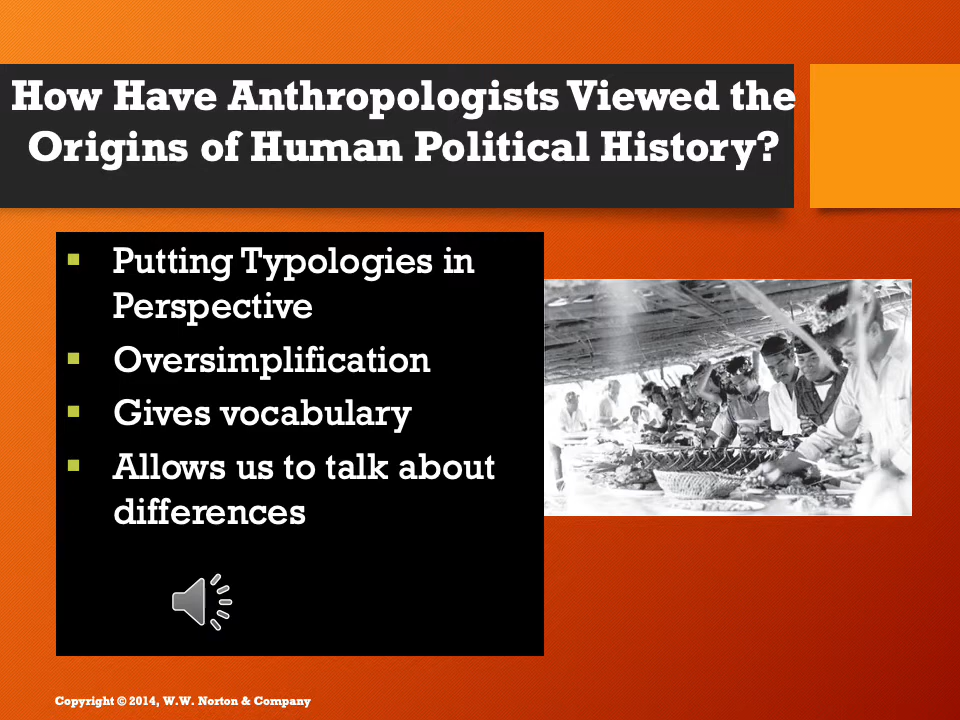 How Have Anthropologists Viewed the
Origins of Human Political History?
Putting Typologies in
Perspective
Oversimplification
Gives vocabulary
Allows us to talk about
differences
Copyright © 2014, W.W. Norton & Company